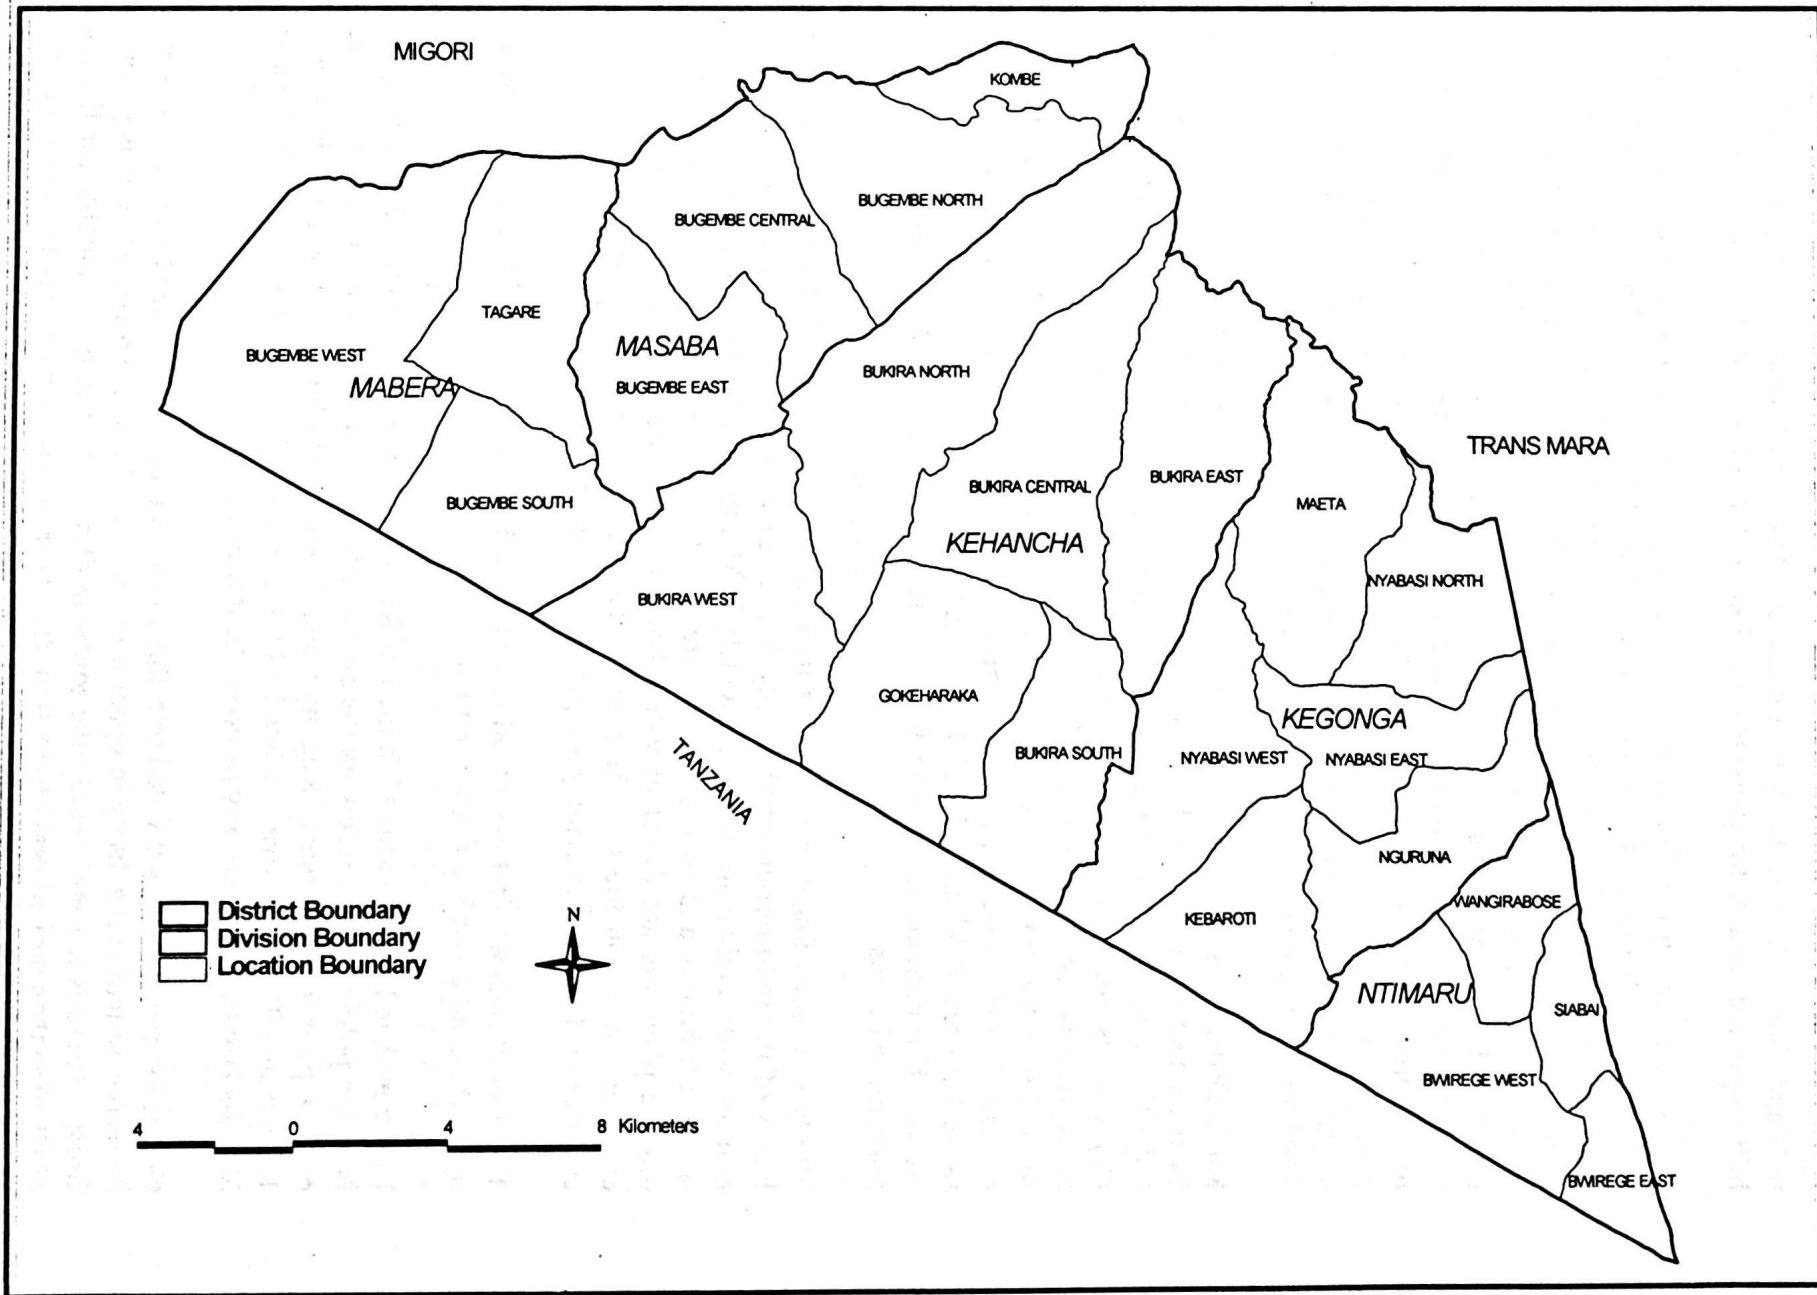 MIGORI
KOMBE
BUGEMBE NORTH
BUGEMBE CENTRAL
TAGARE
MASABA
BUGEMBE WEST
BUKIRA NORTH
MABERA
BUGEMBE EAST
TRANS MARA
BUKIRA EAST
BUKIRA CENTRAL
BUGEMBE SOUTH
MAETA
KEHANCHA
NYABASI NORTH
BUKIRA WEST
GOKEHARAKA
KEGONGA
BUKIRA SOUTH
NYABASI WEST
NYABASI EAST
TANZANIA
NGURUNA
WANGIRABOSE
KEBAROTI
NTIMARU
SIABAI
BWIREGE WEST
BWIREGE EAST
District Boundary
Division Boundary
Location Boundary
N
4 0 4 8 Kilometers